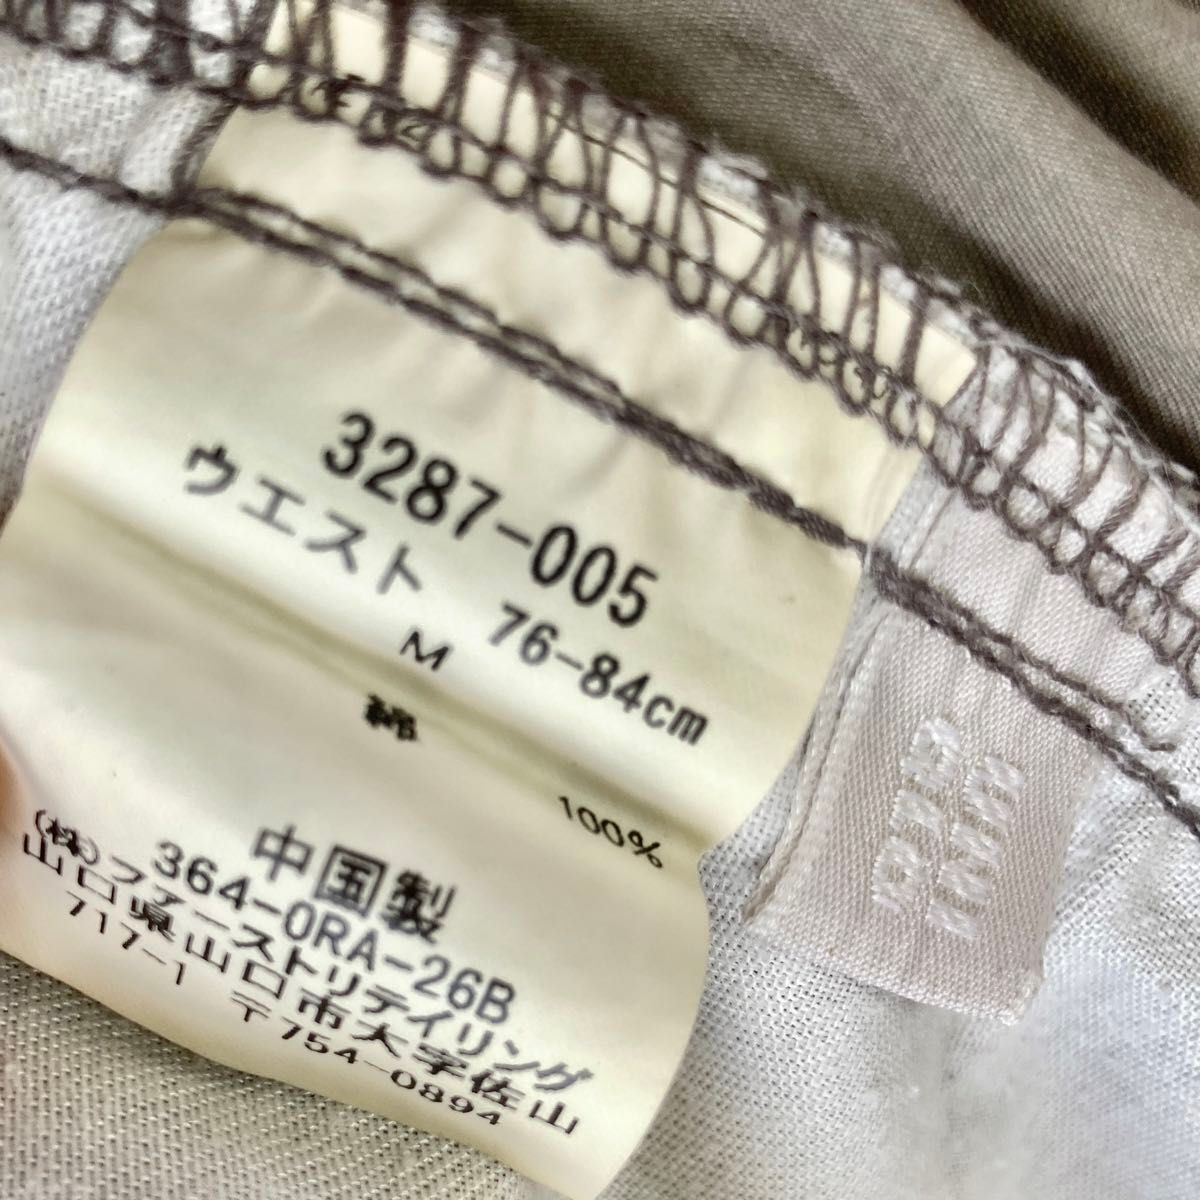 3287-005
ウエスト 76-84cm
M
綿 100%
中国製
364-0RA-26B
(株)ファーストリテイリング
山口県山口市大字佐山
717-1 〒754-0894